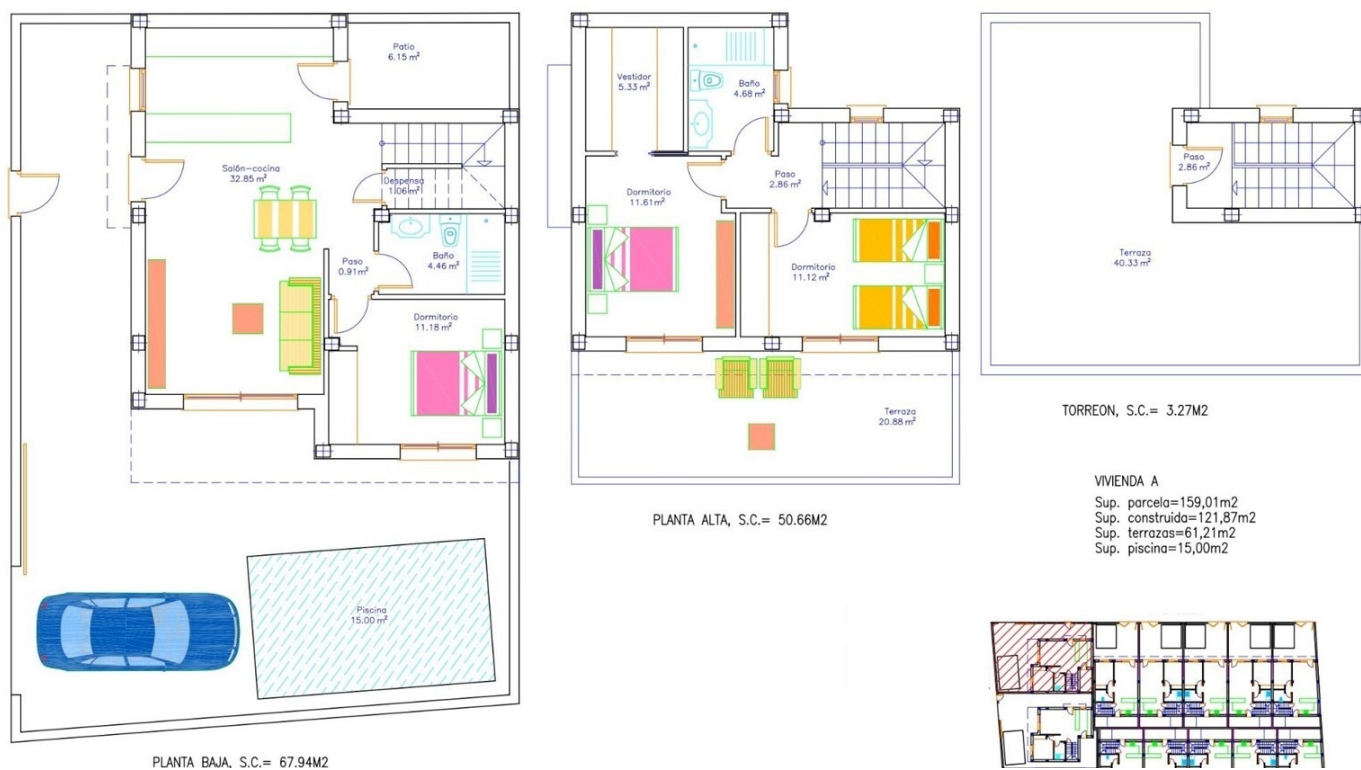 Patio
6.15 m²
Salón-cocina
32.85 m²
Despensa
1.06 m²
Baño
4.46 m²
Paso
0.91 m²
Dormitorio
11.18 m²
Piscina
15.00 m²
PLANTA BAJA, S.C.= 67.94M2
Vestidor
5.33 m²
Baño
4.68 m²
Paso
2.86 m²
Dormitorio
11.61 m²
Dormitorio
11.12 m²
Terraza
20.88 m²
PLANTA ALTA, S.C.= 50.66M2
Paso
2.86 m²
Terraza
40.33 m²
TORREON, S.C.= 3.27M2
VIVIENDA A
Sup. parcela=159,01m2
Sup. construida=121,87m2
Sup. terrazas=61,21m2
Sup. piscina=15,00m2